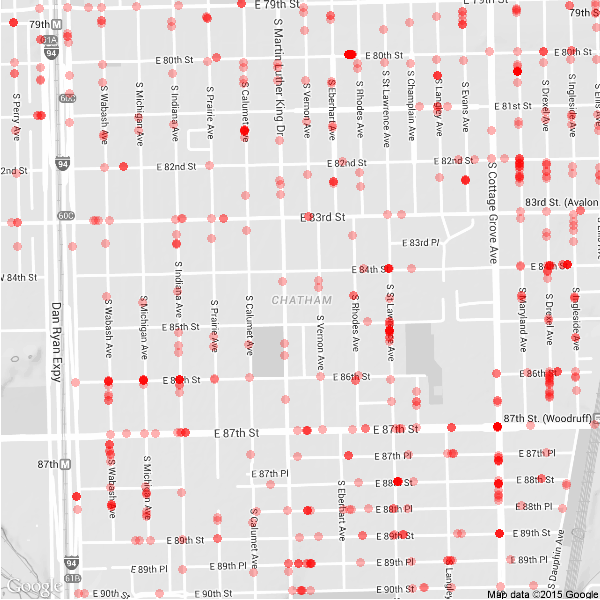 E 79th St
E 79th St
79th M
79th St
61A
94
E 80th St
E 80th St
E 80th St
60C
S Perry Ave
S Wabash Ave
S Michigan Ave
S Indiana Ave
S Prairie Ave
S Calumet Ave
S Martin Luther King Dr
S Vernon Ave
S Eberhart Ave
S Rhodes Ave
S St Lawrence Ave
S Champlain Ave
S Langley Ave
S Evans Ave
S Drexel Ave
S Ingleside Ave
S Ellis Ave
E 81st St
94
2nd St
E 82nd St
E 82nd St
E 82nd St
S Cottage Grove Ave
60C
E 83rd St
83rd St. (Avalon
E 83rd Pl
W 84th St
E 84th St
E 84th St
S Indiana Ave
CHATHAM
Dan Ryan Expy
S Wabash Ave
S Michigan Ave
S Prairie Ave
S Calumet Ave
S Vernon Ave
S Rhodes Ave
S St Lawrence Ave
S Maryland Ave
S Drexel Ave
S Ingleside Ave
E 85th St
E 86th St
E 86th St
E 86th St
E 87th St
E 87th St
87th St. (Woodruff)
87th M
E 87th Pl
E 87th Pl
E 87th Pl
S Wabash Ave
S Michigan Ave
S Calumet Ave
S Eberhart Ave
E 88th St
E 88th St
E 88th Pl
E 88th Pl
E 89th St
E 89th St
E 89th St
S Dauphin Ave
94
61B
E 89th Pl
E 89th Pl
E 89th Pl
Langley
E 90th St
E 90th St
Google
Map data ©2015 Google